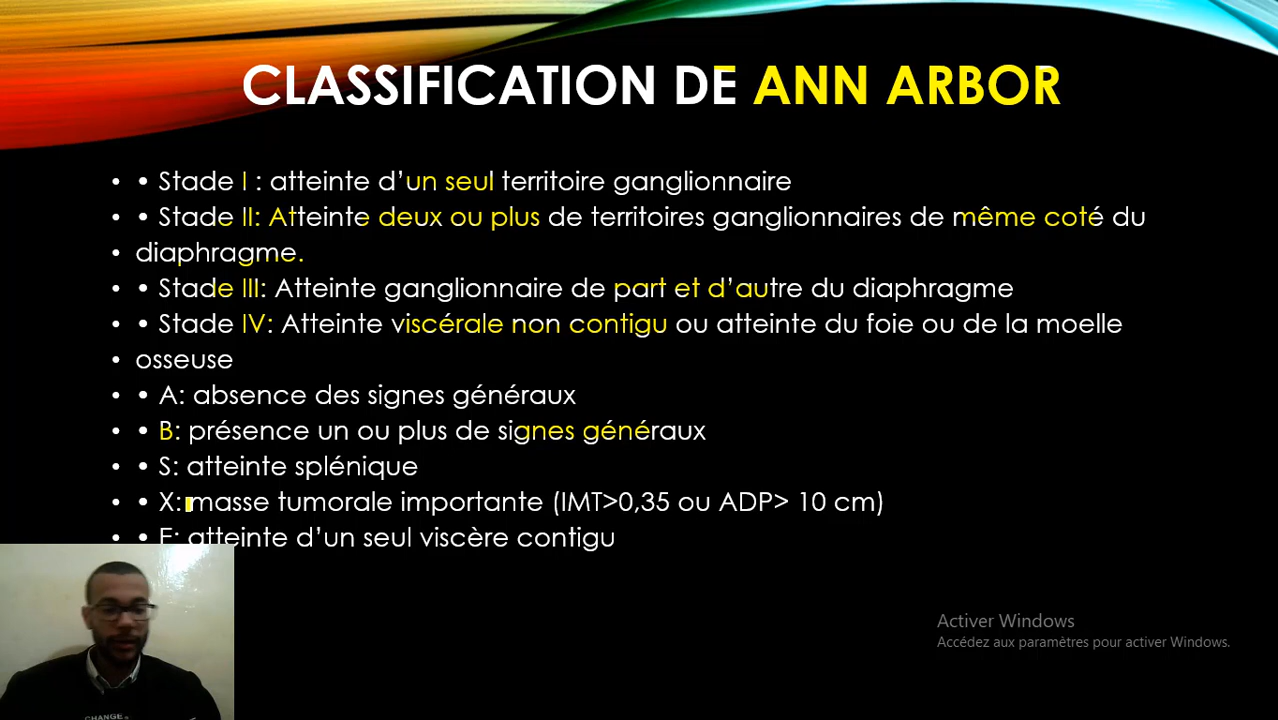 CLASSIFICATION DE ANN ARBOR
• • Stade I : atteinte d’un seul territoire ganglionnaire
• • Stade II: Atteinte deux ou plus de territoires ganglionnaires de même coté du
• diaphragme.
• • Stade III: Atteinte ganglionnaire de part et d’autre du diaphragme
• • Stade IV: Atteinte viscérale non contigu ou atteinte du foie ou de la moelle
• osseuse
• • A: absence des signes généraux
• • B: présence un ou plus de signes généraux
• • S: atteinte splénique
• • X: masse tumorale importante (IMT>0,35 ou ADP> 10 cm)
• • E: atteinte d’un seul viscère contigu
Activer Windows
Accédez aux paramètres pour activer Windows.
CHANGE